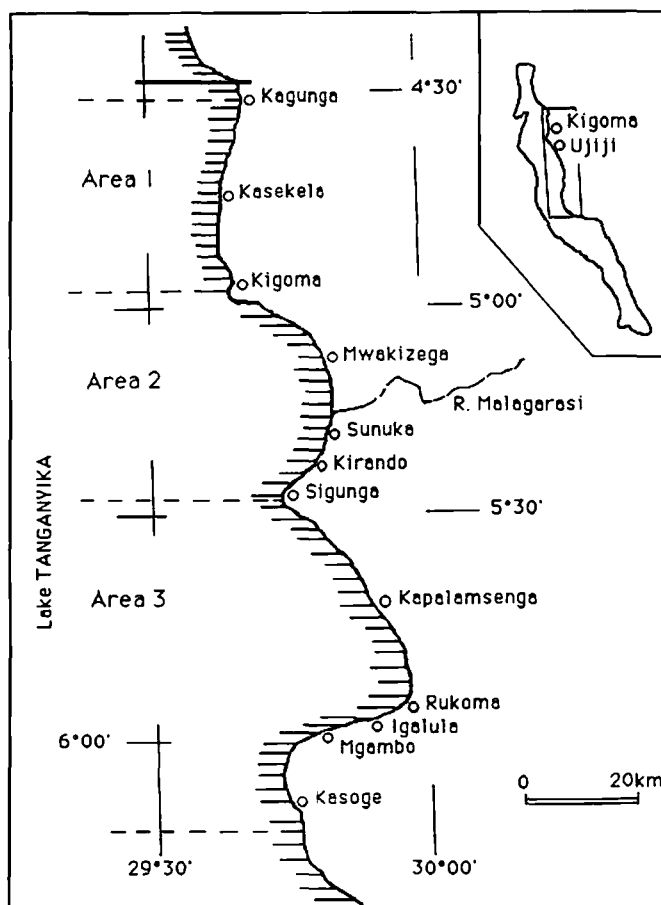 4°30'
Kagunga
Kigoma
Ujiji
Area 1
Kasekela
Kigoma
5°00'
Mwakizega
Area 2
R. Malagarasi
Sunuka
Kirando
Sigunga
5°30'
Lake TANGANYIKA
Area 3
Kapalamsenga
Rukoma
Igalula
6°00'
Mgambo
0 20km
Kasoge
29°30'
30°00'